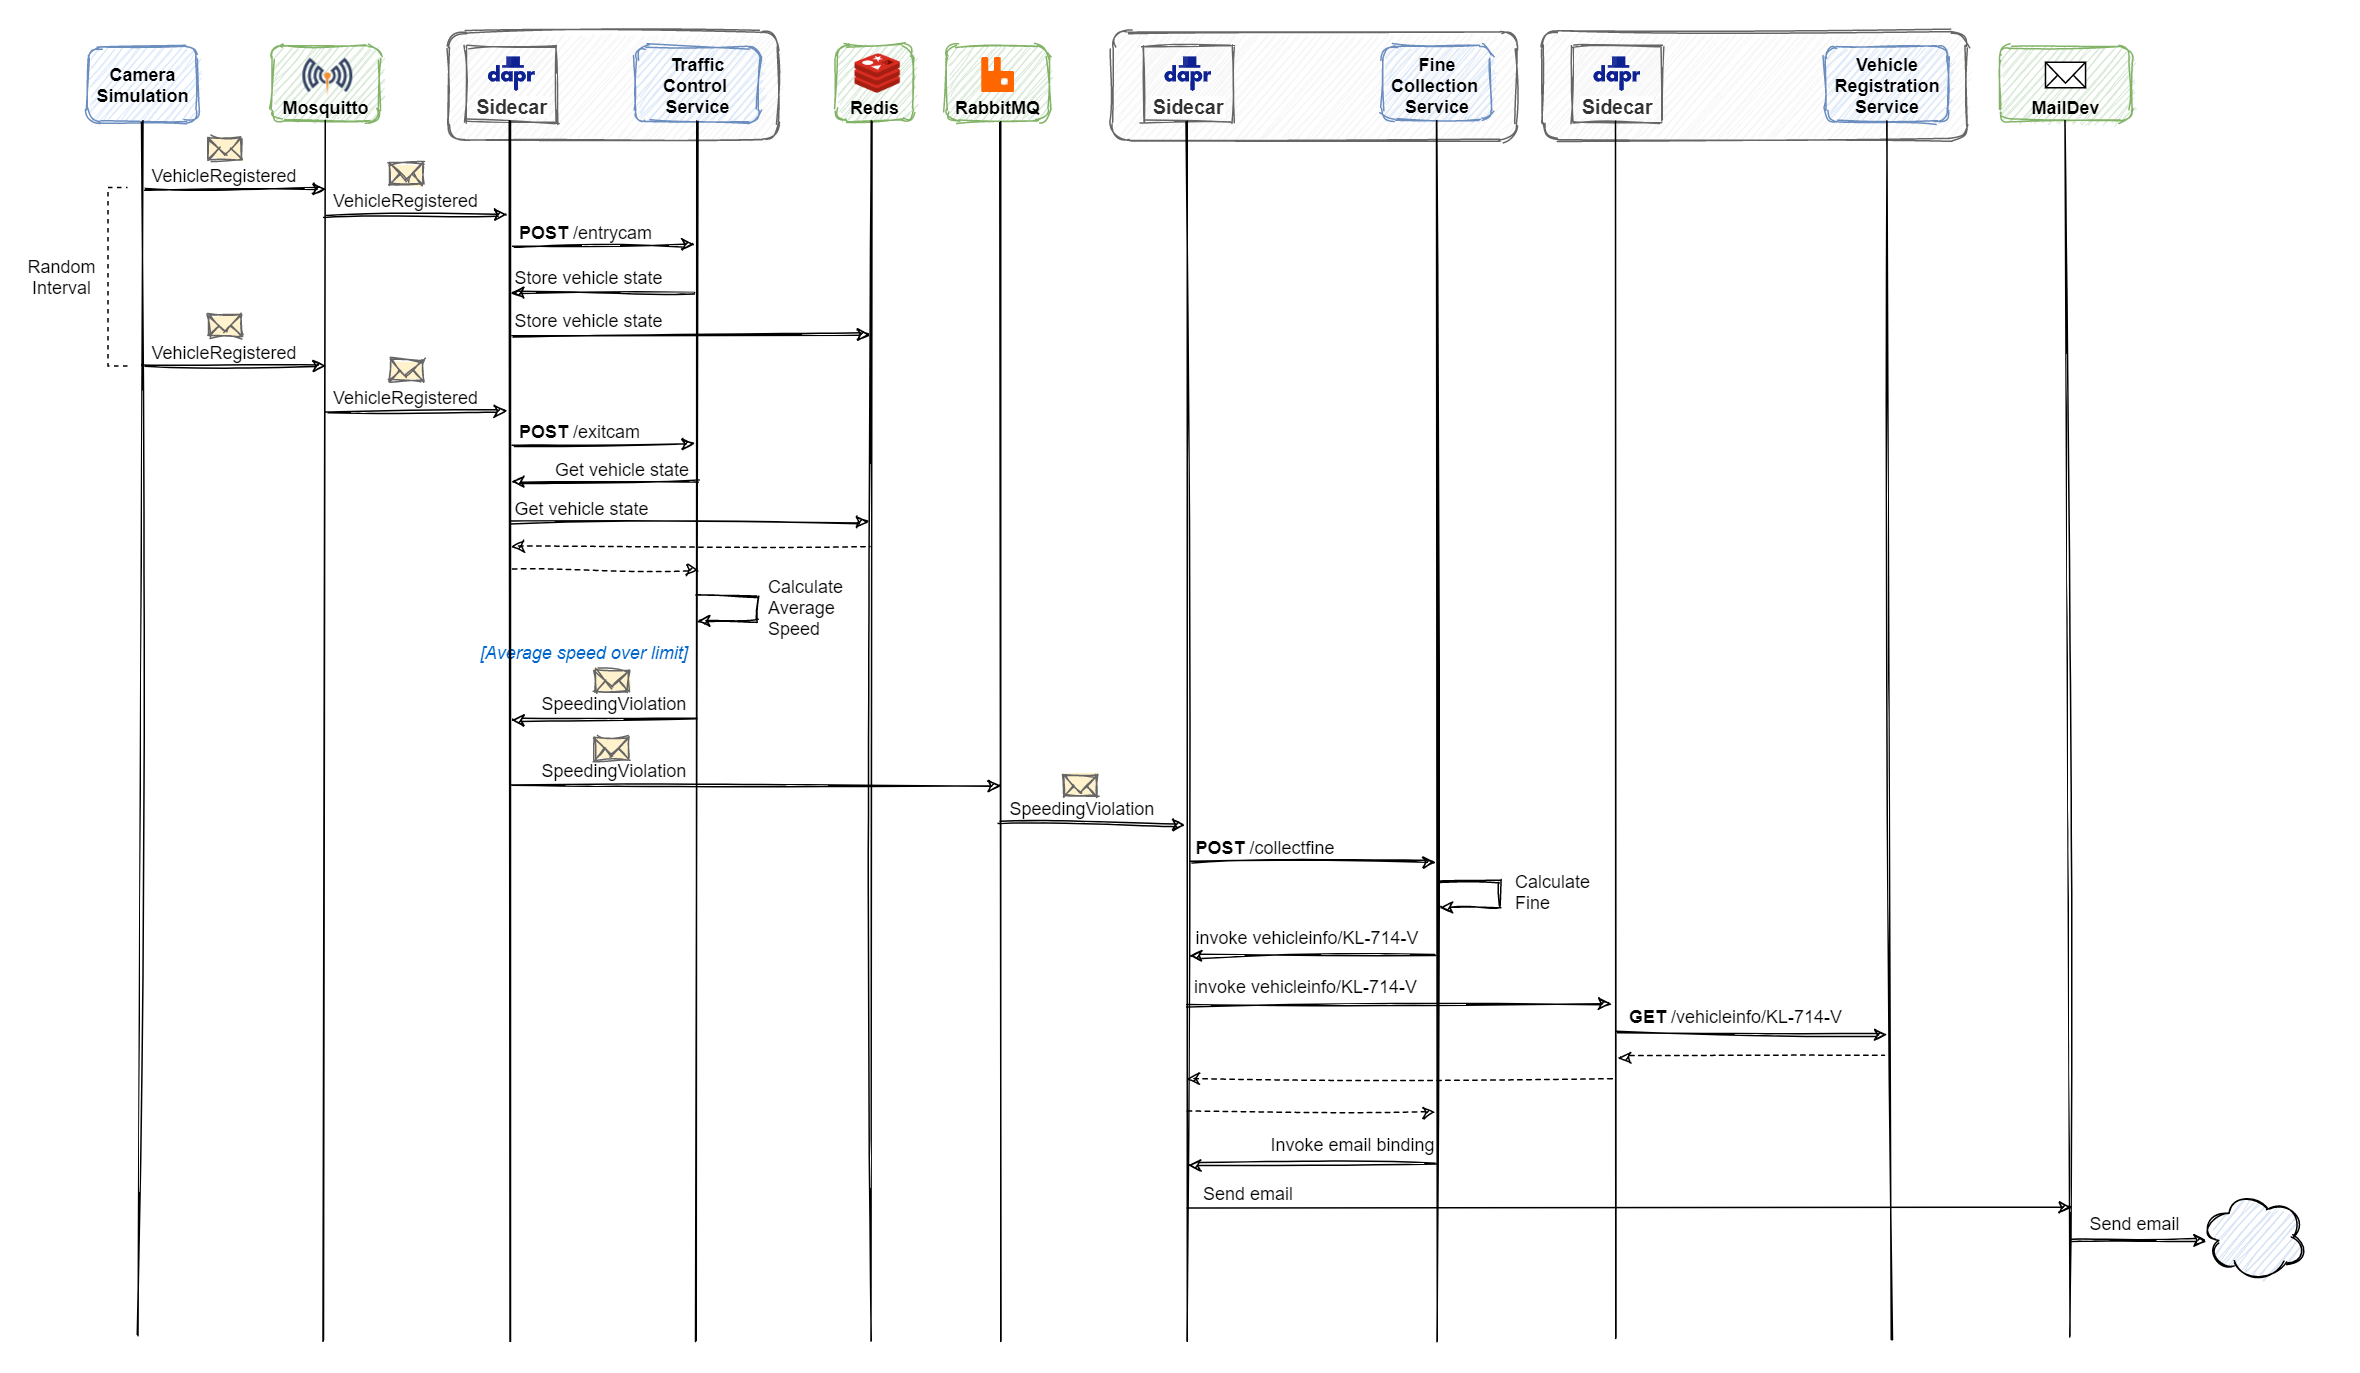 Camera
Simulation
Mosquitto
dapr
Sidecar
Traffic
Control
Service
Redis
RabbitMQ
dapr
Sidecar
Fine
Collection
Service
dapr
Sidecar
Vehicle
Registration
Service
MailDev
VehicleRegistered
VehicleRegistered
POST /entrycam
Random
Interval
Store vehicle state
Store vehicle state
VehicleRegistered
VehicleRegistered
POST /exitcam
Get vehicle state
Get vehicle state
Calculate
Average
Speed
[Average speed over limit]
SpeedingViolation
SpeedingViolation
SpeedingViolation
POST /collectfine
Calculate
Fine
invoke vehicleinfo/KL-714-V
invoke vehicleinfo/KL-714-V
GET /vehicleinfo/KL-714-V
Invoke email binding
Send email
Send email